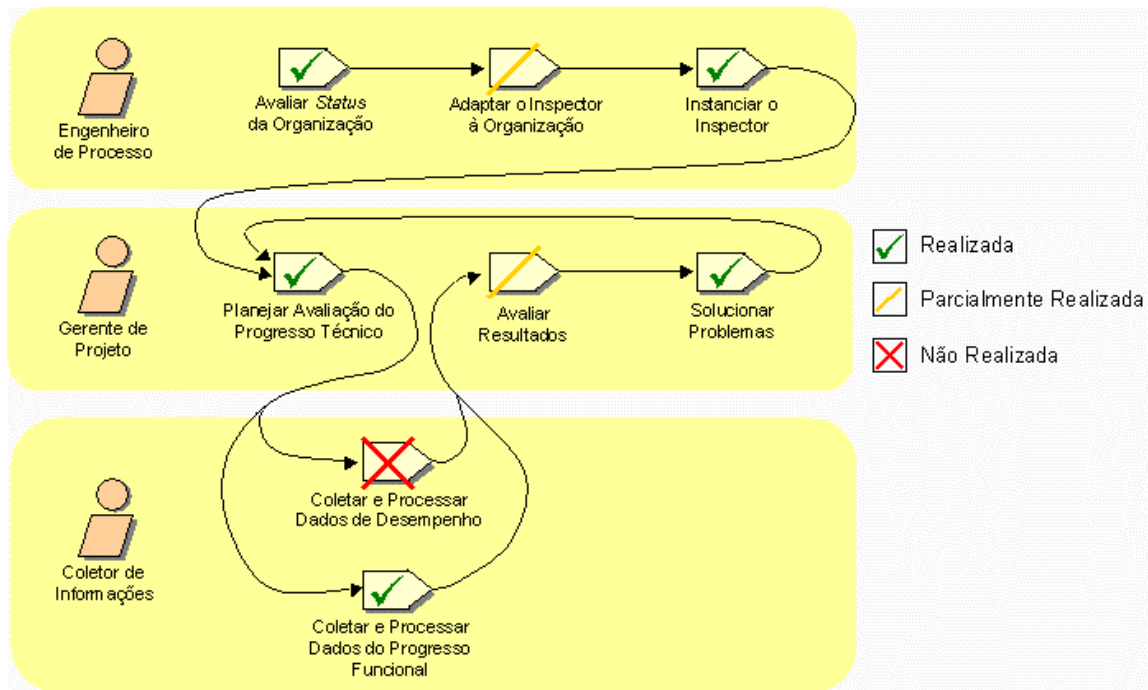 Engenheiro
de Processo
Avaliar Status
da Organização
Adaptar o Inspector
à Organização
Instanciar o
Inspector
Gerente de
Projeto
Planejar Avaliação do
Progresso Técnico
Avaliar
Resultados
Solucionar
Problemas
Realizada
Parcialmente Realizada
Não Realizada
Coletor de
Informações
Coletar e Processar
Dados de Desempenho
Coletar e Processar
Dados do Progresso
Funcional